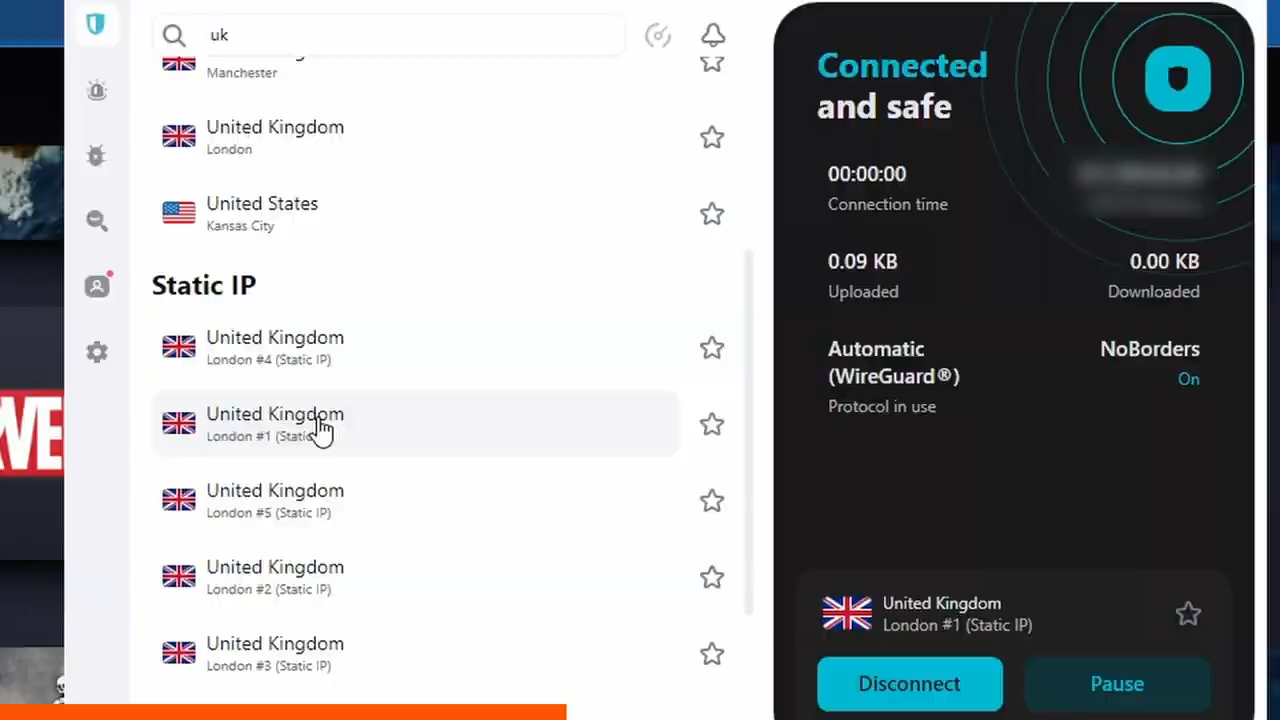 uk
Manchester
United Kingdom
London
United States
Kansas City
Static IP
United Kingdom
London #4 (Static IP)
United Kingdom
London #1 (Static
United Kingdom
London #5 (Static IP)
United Kingdom
London #2 (Static IP)
United Kingdom
London #3 (Static IP)
Connected
and safe
00:00:00
Connection time
0.09 KB
Uploaded
0.00 KB
Downloaded
Automatic
(WireGuard®)
Protocol in use
NoBorders
On
United Kingdom
London #1 (Static IP)
Disconnect
Pause